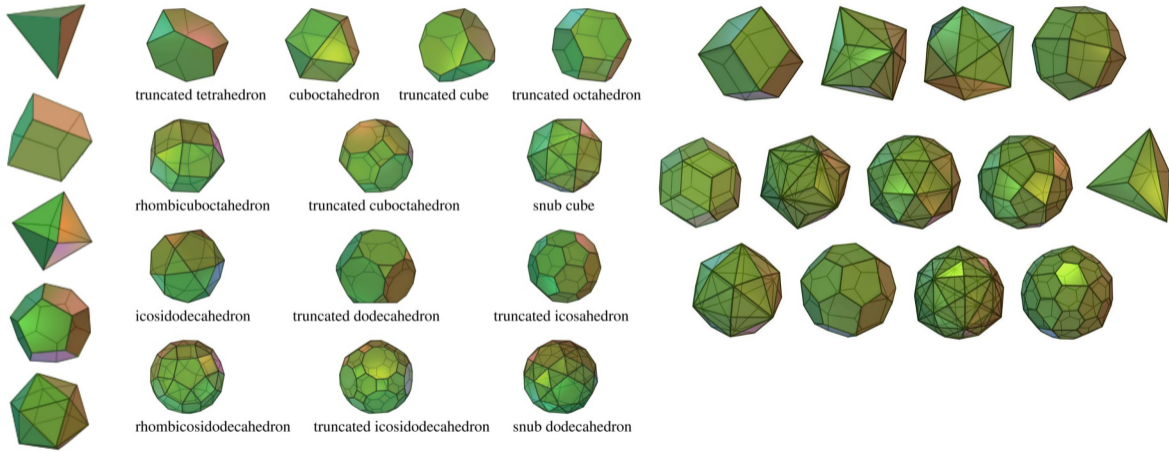 truncated tetrahedron cuboctahedron truncated cube truncated octahedron
rhombicuboctahedron truncated cuboctahedron snub cube
icosidodecahedron truncated dodecahedron truncated icosahedron
rhombicosidodecahedron truncated icosidodecahedron snub dodecahedron